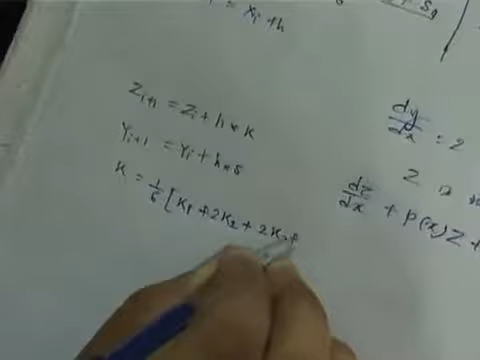 = xᵢ + h
Zᵢ₊₁ = Zᵢ + h * K
Yᵢ₊₁ = Yᵢ + h * S
K = 1/6 [K₁ + 2K₂ + 2K₃ +
dy/dx = Z
Z
dz/dx + P(x) Z +